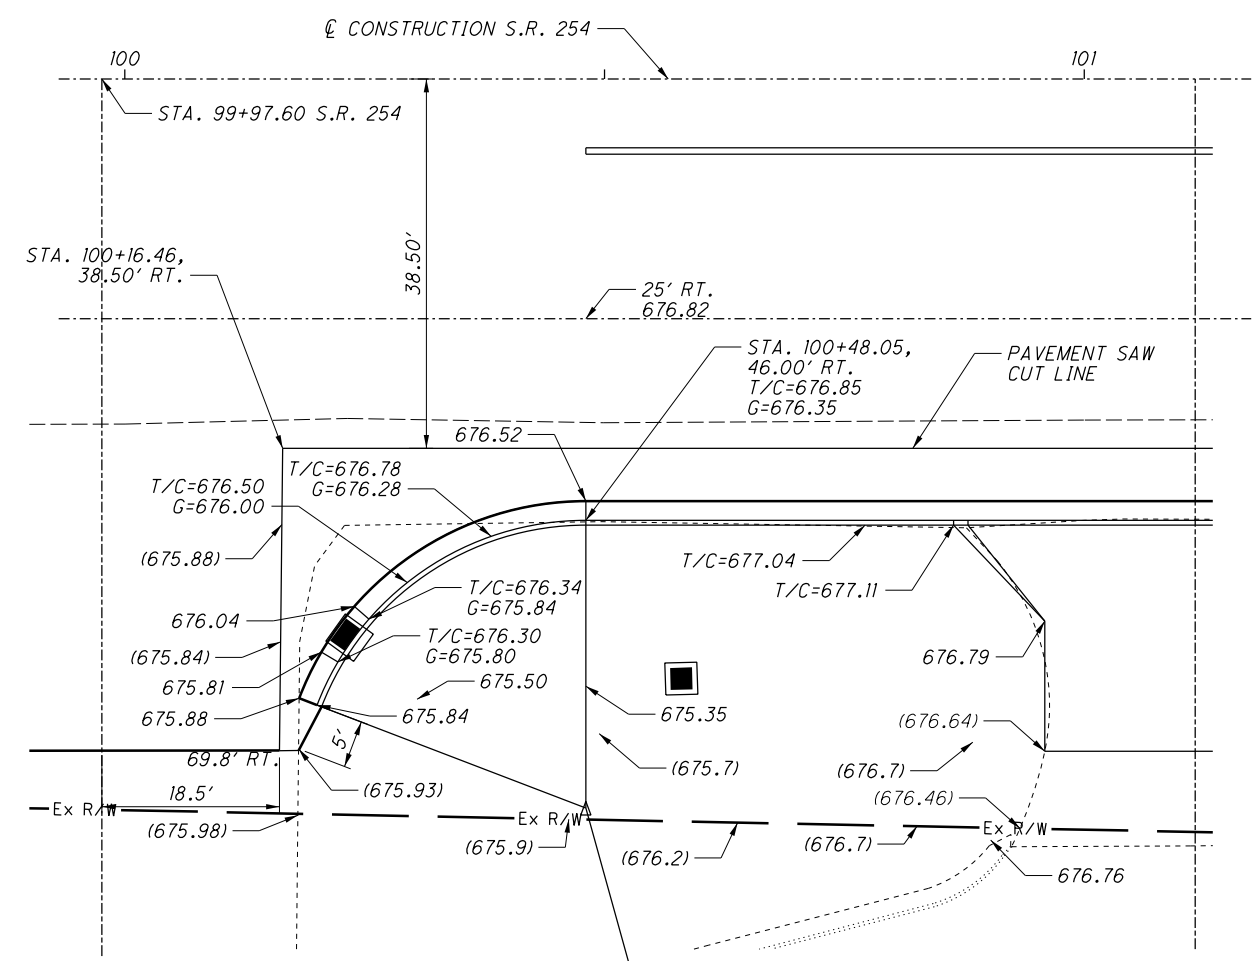 ℄ CONSTRUCTION S.R. 254
100
101
STA. 99+97.60 S.R. 254
38.50'
STA. 100+16.46,
38.50' RT.
25' RT.
676.82
STA. 100+48.05,
46.00' RT.
T/C=676.85
G=676.35
PAVEMENT SAW
CUT LINE
676.52
T/C=676.78
G=676.28
T/C=676.50
G=676.00
(675.88)
T/C=677.04
T/C=677.11
T/C=676.34
G=675.84
676.04
T/C=676.30
G=675.80
(675.84)
676.79
675.81
675.50
675.88
675.84
675.35
(676.64)
5'
69.8' RT.
(675.7)
(676.7)
(675.93)
18.5'
(676.46)
Ex R/W
Ex R/W
Ex R/W
(675.98)
(675.9)
(676.2)
(676.7)
676.76